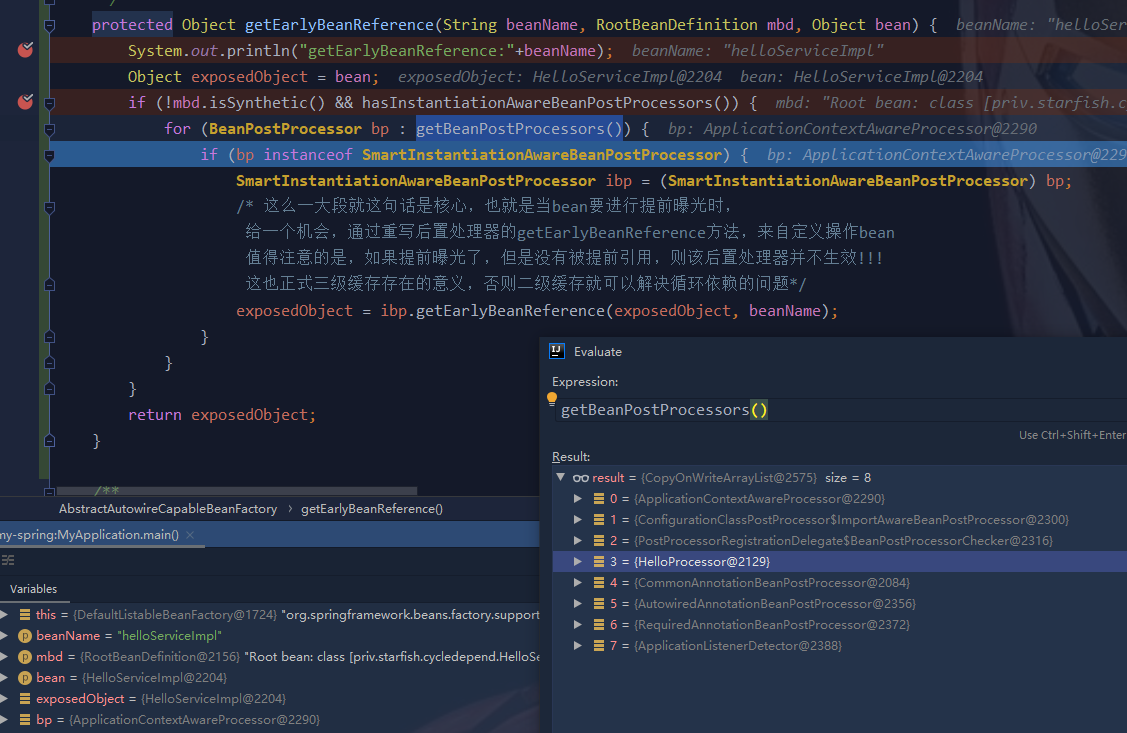 protected Object getEarlyBeanReference(String beanName, RootBeanDefinition mbd, Object bean) { beanName: "helloSer
System.out.println("getEarlyBeanReference:"+beanName); beanName: "helloServiceImpl"
Object exposedObject = bean; exposedObject: HelloServiceImpl@2204 bean: HelloServiceImpl@2204
if (!mbd.isSynthetic() && hasInstantiationAwareBeanPostProcessors()) { mbd: "Root bean: class [priv.starfish.c
for (BeanPostProcessor bp : getBeanPostProcessors()) { bp: ApplicationContextAwareProcessor@2290
if (bp instanceof SmartInstantiationAwareBeanPostProcessor) { bp: ApplicationContextAwareProcessor@229
SmartInstantiationAwareBeanPostProcessor ibp = (SmartInstantiationAwareBeanPostProcessor) bp;
/* 这么一大段就这句话是核心，也就是当bean要进行提前曝光时，
给一个机会，通过重写后置处理器的getEarlyBeanReference方法，来自定义操作bean
值得注意的是，如果提前曝光了，但是没有被提前引用，则该后置处理器并不生效!!!
这也正式三级缓存存在的意义，否则二级缓存就可以解决循环依赖的问题*/
exposedObject = ibp.getEarlyBeanReference(exposedObject, beanName);
}
}
}
return exposedObject;
}
/**
AbstractAutowireCapableBeanFactory › getEarlyBeanReference()
my-spring:MyApplication.main() ×
Variables
this = {DefaultListableBeanFactory@1724} "org.springframework.beans.factory.support
beanName = "helloServiceImpl"
mbd = {RootBeanDefinition@2156} "Root bean: class [priv.starfish.cycledepend.HelloSe
bean = {HelloServiceImpl@2204}
exposedObject = {HelloServiceImpl@2204}
bp = {ApplicationContextAwareProcessor@2290}
Evaluate
Expression:
getBeanPostProcessors()
Use Ctrl+Shift+Enter
Result:
result = {CopyOnWriteArrayList@2575} size = 8
0 = {ApplicationContextAwareProcessor@2290}
1 = {ConfigurationClassPostProcessor$ImportAwareBeanPostProcessor@2300}
2 = {PostProcessorRegistrationDelegate$BeanPostProcessorChecker@2316}
3 = {HelloProcessor@2129}
4 = {CommonAnnotationBeanPostProcessor@2084}
5 = {AutowiredAnnotationBeanPostProcessor@2356}
6 = {RequiredAnnotationBeanPostProcessor@2372}
7 = {ApplicationListenerDetector@2388}